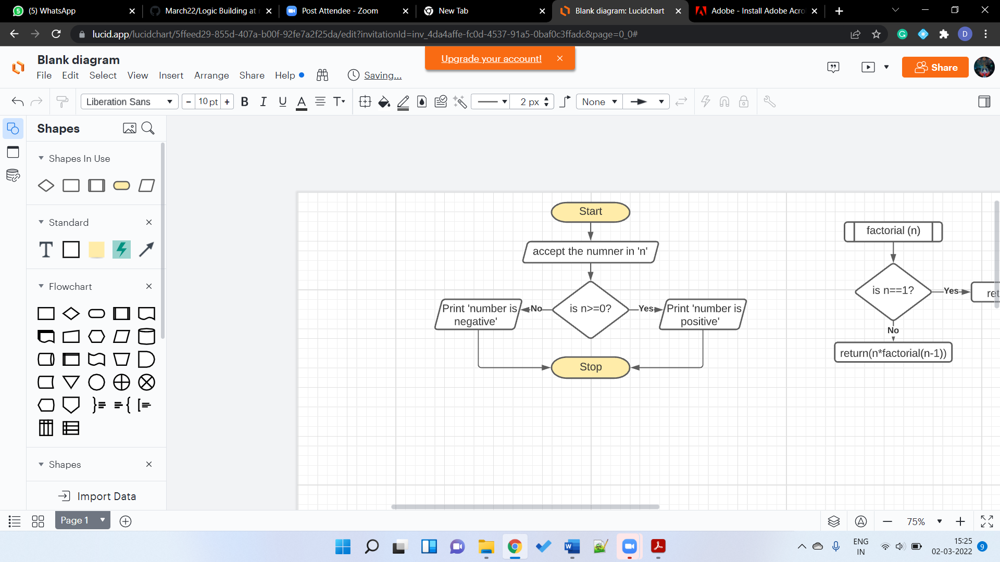 (5) WhatsApp
March22/Logic Building at
Post Attendee - Zoom
New Tab
Blank diagram: Lucidchart
Adobe - Install Adobe Acro
lucid.app/lucidchart/5ffeed29-855d-407a-b00f-92fe7a2f25da/edit?invitationId=inv_4da4affe-fc0d-4537-91a5-0baf0c3ffadc&page=0_0#
D
Blank diagram
Upgrade your account!
File Edit Select View Insert Arrange Share Help
Saving...
Share
Liberation Sans
- 10 pt +
B I U A T
2 px
None
Shapes
Shapes In Use
Standard
T
Flowchart
Shapes
Import Data
Start
accept the numner in 'n'
is n>=0?
No
Yes
Print 'number is
negative'
Print 'number is
positive'
Stop
factorial (n)
is n==1?
Yes
ret
No
return(n*factorial(n-1))
Page 1
75%
ENG
IN
15:25
02-03-2022
9